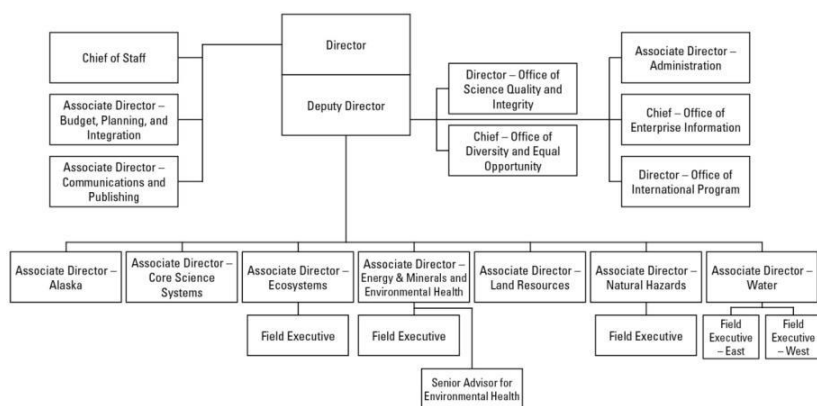 Director
Deputy Director
Chief of Staff
Associate Director –
Budget, Planning, and
Integration
Associate Director –
Communications and
Publishing
Director – Office of
Science Quality and
Integrity
Chief – Office of
Diversity and Equal
Opportunity
Associate Director –
Administration
Chief – Office of
Enterprise Information
Director – Office of
International Program
Associate Director –
Alaska
Associate Director –
Core Science
Systems
Associate Director –
Ecosystems
Associate Director –
Energy & Minerals and
Environmental Health
Associate Director –
Land Resources
Associate Director –
Natural Hazards
Associate Director –
Water
Field Executive
Field Executive
Field Executive
Field
Executive
– East
Field
Executive
– West
Senior Advisor for
Environmental Health